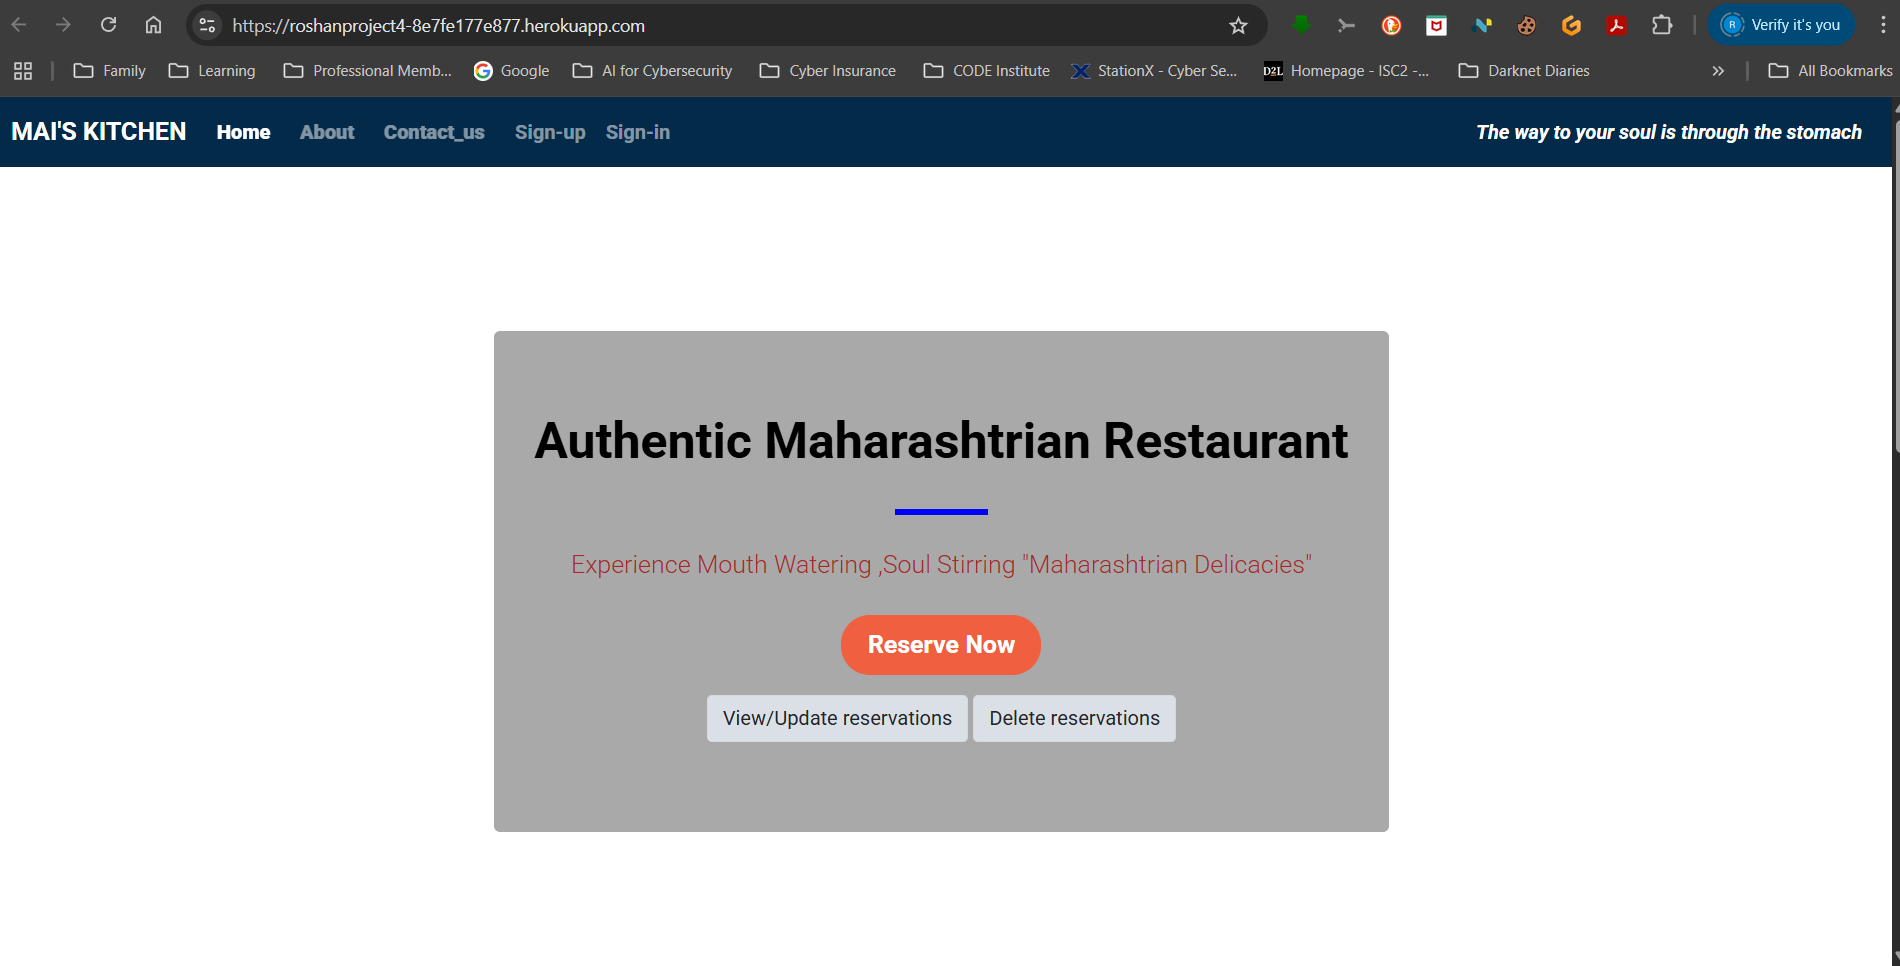 https://roshanproject4-8e7fe177e877.herokuapp.com
Verify it's you
Family Learning Professional Memb... Google AI for Cybersecurity Cyber Insurance CODE Institute StationX - Cyber Se... D2L Homepage - ISC2 -... Darknet Diaries » All Bookmarks
MAI'S KITCHEN Home About Contact_us Sign-up Sign-in The way to your soul is through the stomach
Authentic Maharashtrian Restaurant
Experience Mouth Watering ,Soul Stirring "Maharashtrian Delicacies"
Reserve Now
View/Update reservations Delete reservations